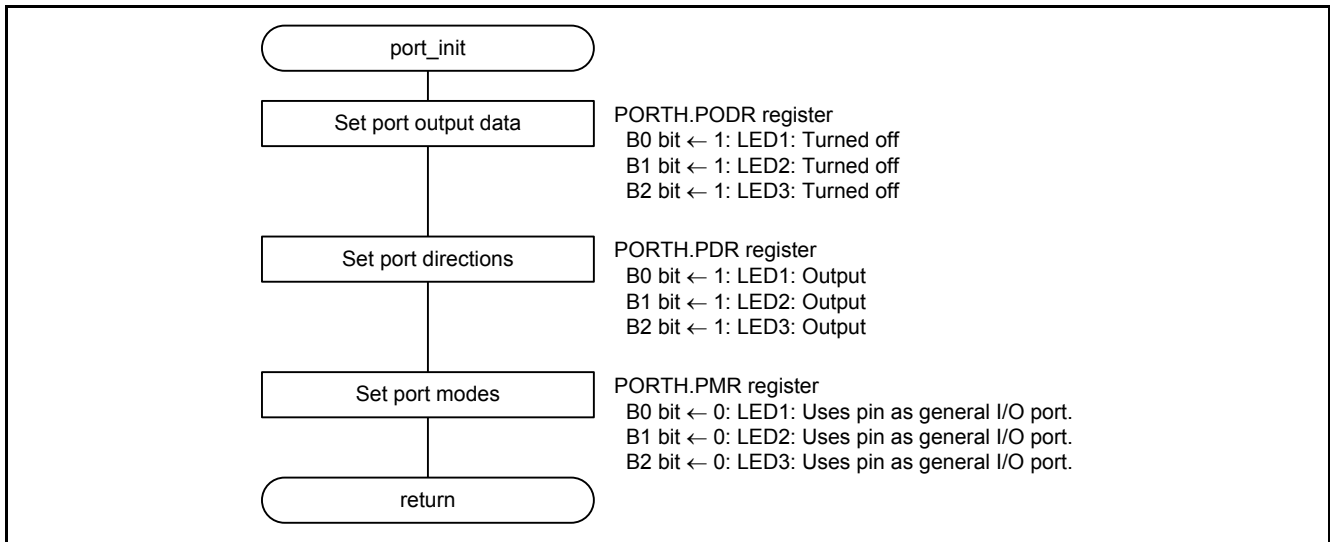 port_init
Set port output data
PORTH.PODR register
B0 bit ← 1: LED1: Turned off
B1 bit ← 1: LED2: Turned off
B2 bit ← 1: LED3: Turned off
Set port directions
PORTH.PDR register
B0 bit ← 1: LED1: Output
B1 bit ← 1: LED2: Output
B2 bit ← 1: LED3: Output
Set port modes
PORTH.PMR register
B0 bit ← 0: LED1: Uses pin as general I/O port.
B1 bit ← 0: LED2: Uses pin as general I/O port.
B2 bit ← 0: LED3: Uses pin as general I/O port.
return